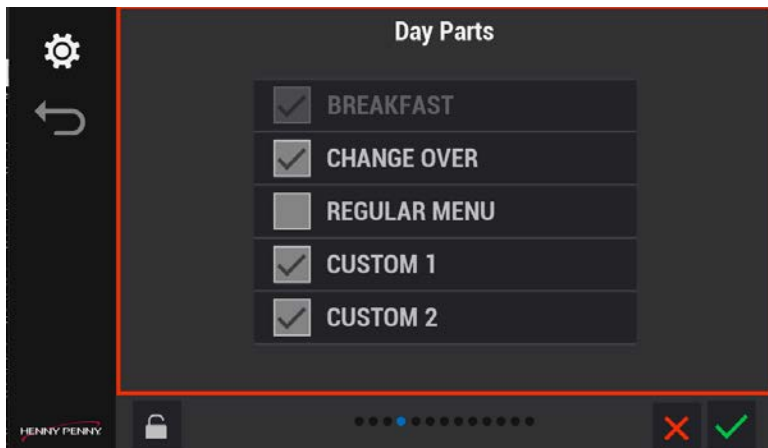 Day Parts
BREAKFAST
CHANGE OVER
REGULAR MENU
CUSTOM 1
CUSTOM 2
HENNY PENNY